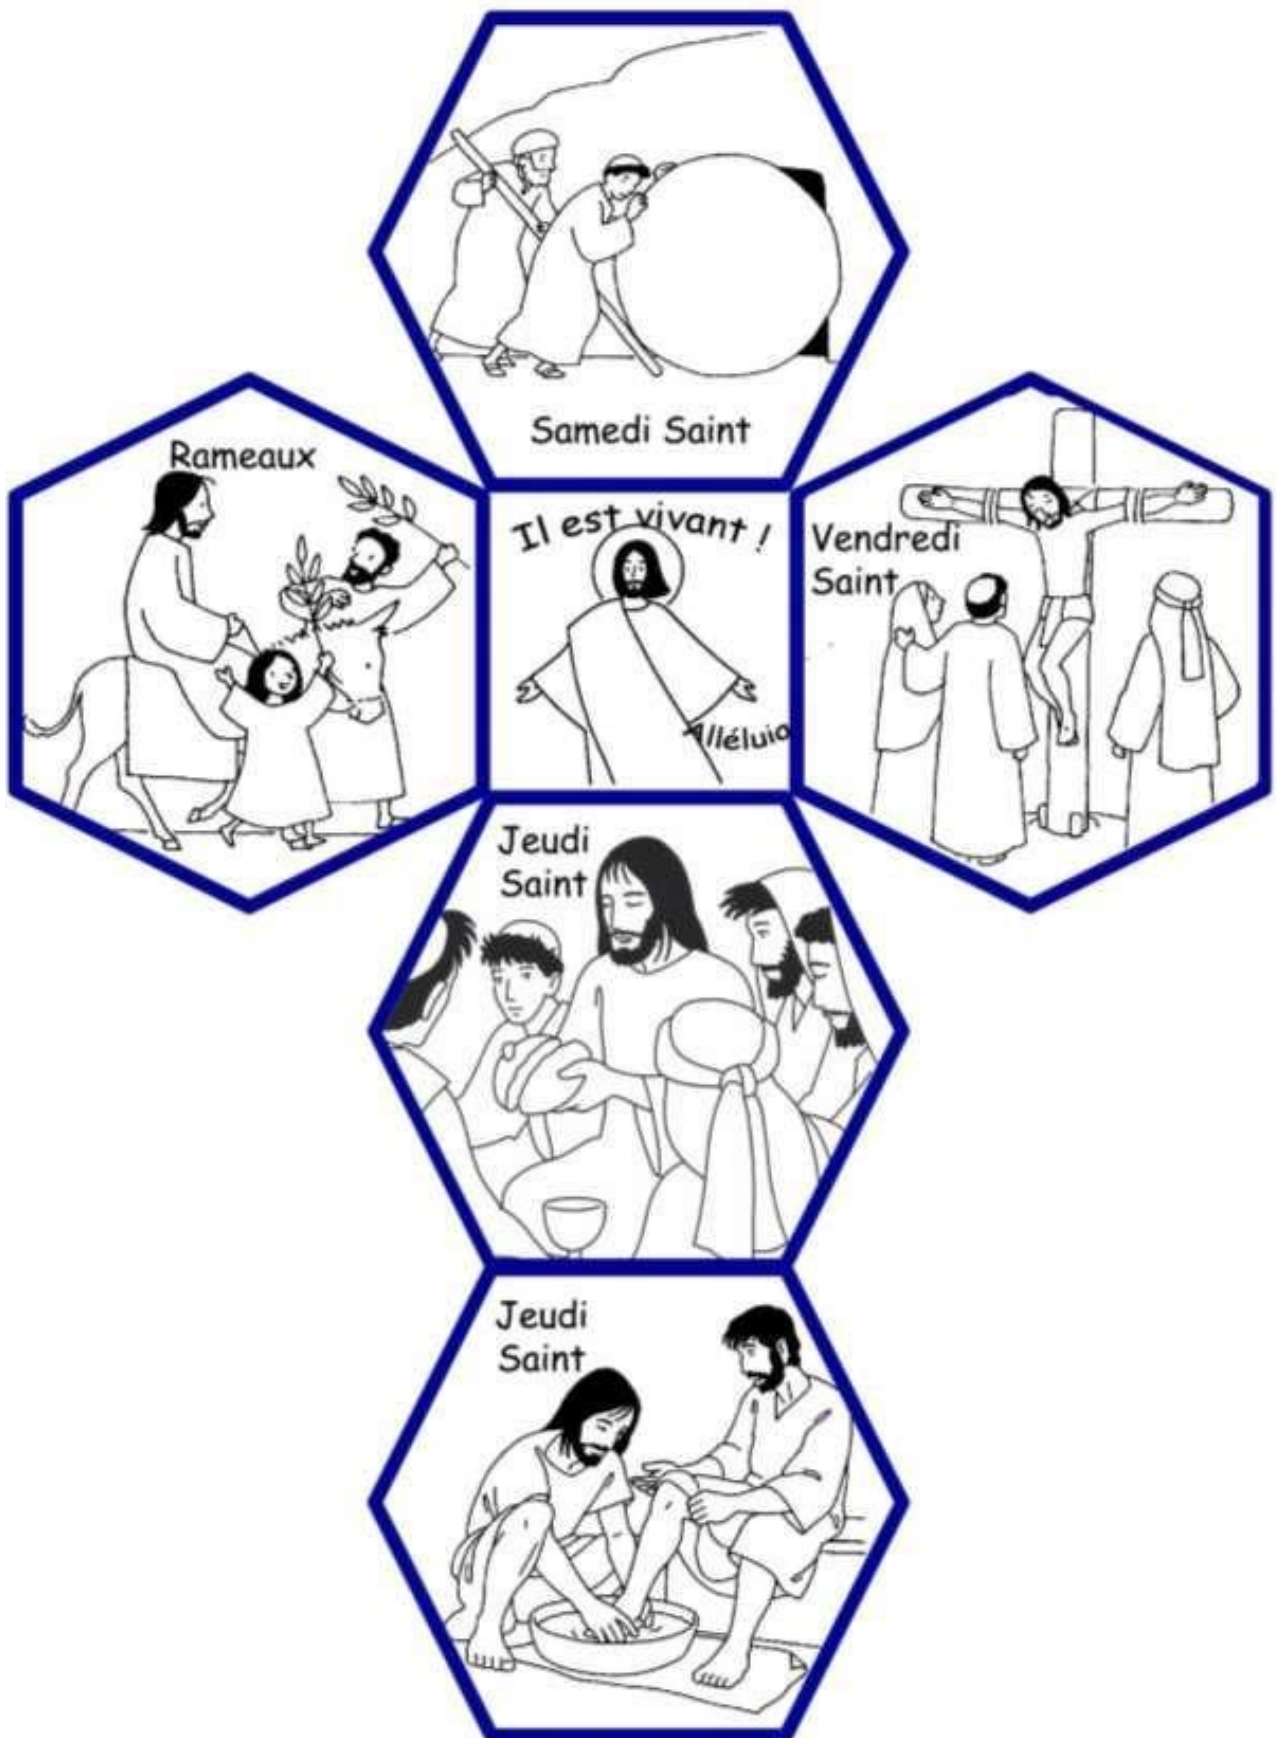 Samedi Saint
Rameaux
Il est vivant !
Alléluia
Vendredi
Saint
Jeudi
Saint
Jeudi
Saint